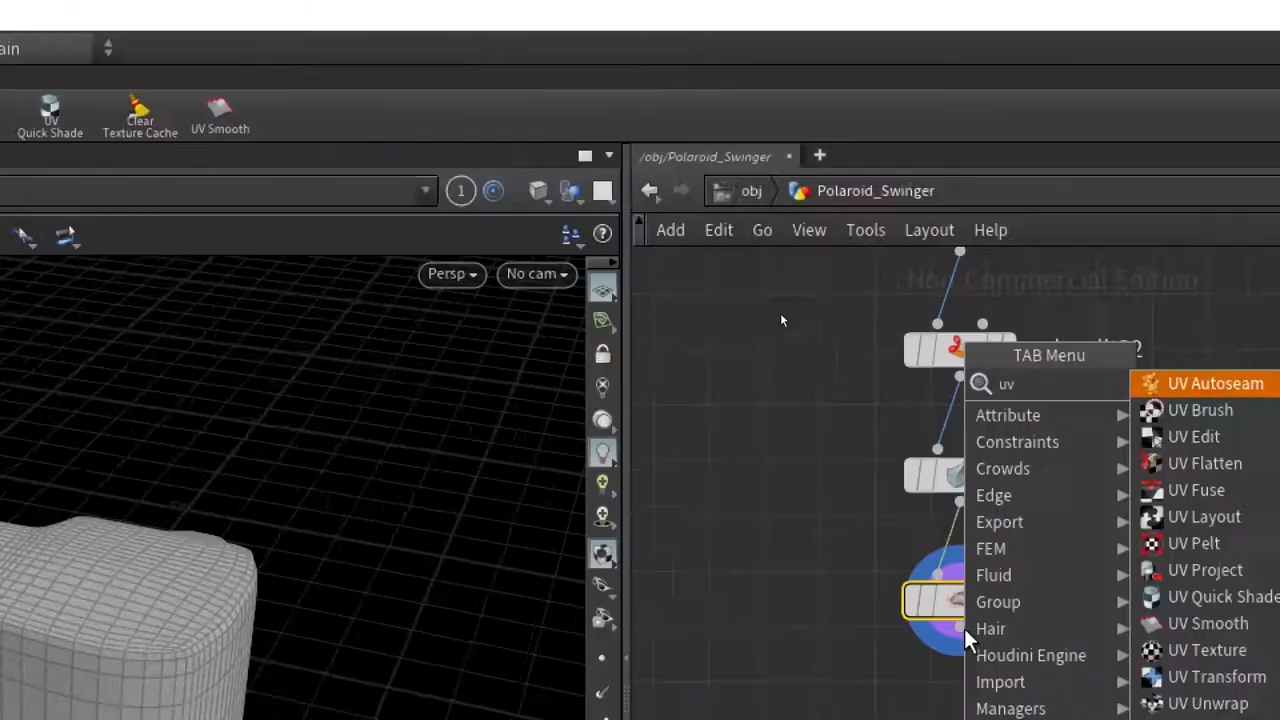 ain
UV
Quick Shade
Clear
Texture Cache
UV Smooth
/obj/Polaroid_Swinger
1
obj
Polaroid_Swinger
Add
Edit
Go
View
Tools
Layout
Help
Persp
No cam
Non Commercial Edition
TAB Menu
uv
Attribute
Constraints
Crowds
Edge
Export
FEM
Fluid
Group
Hair
Houdini Engine
Import
Managers
UV Autoseam
UV Brush
UV Edit
UV Flatten
UV Fuse
UV Layout
UV Pelt
UV Project
UV Quick Shade
UV Smooth
UV Texture
UV Transform
UV Unwrap